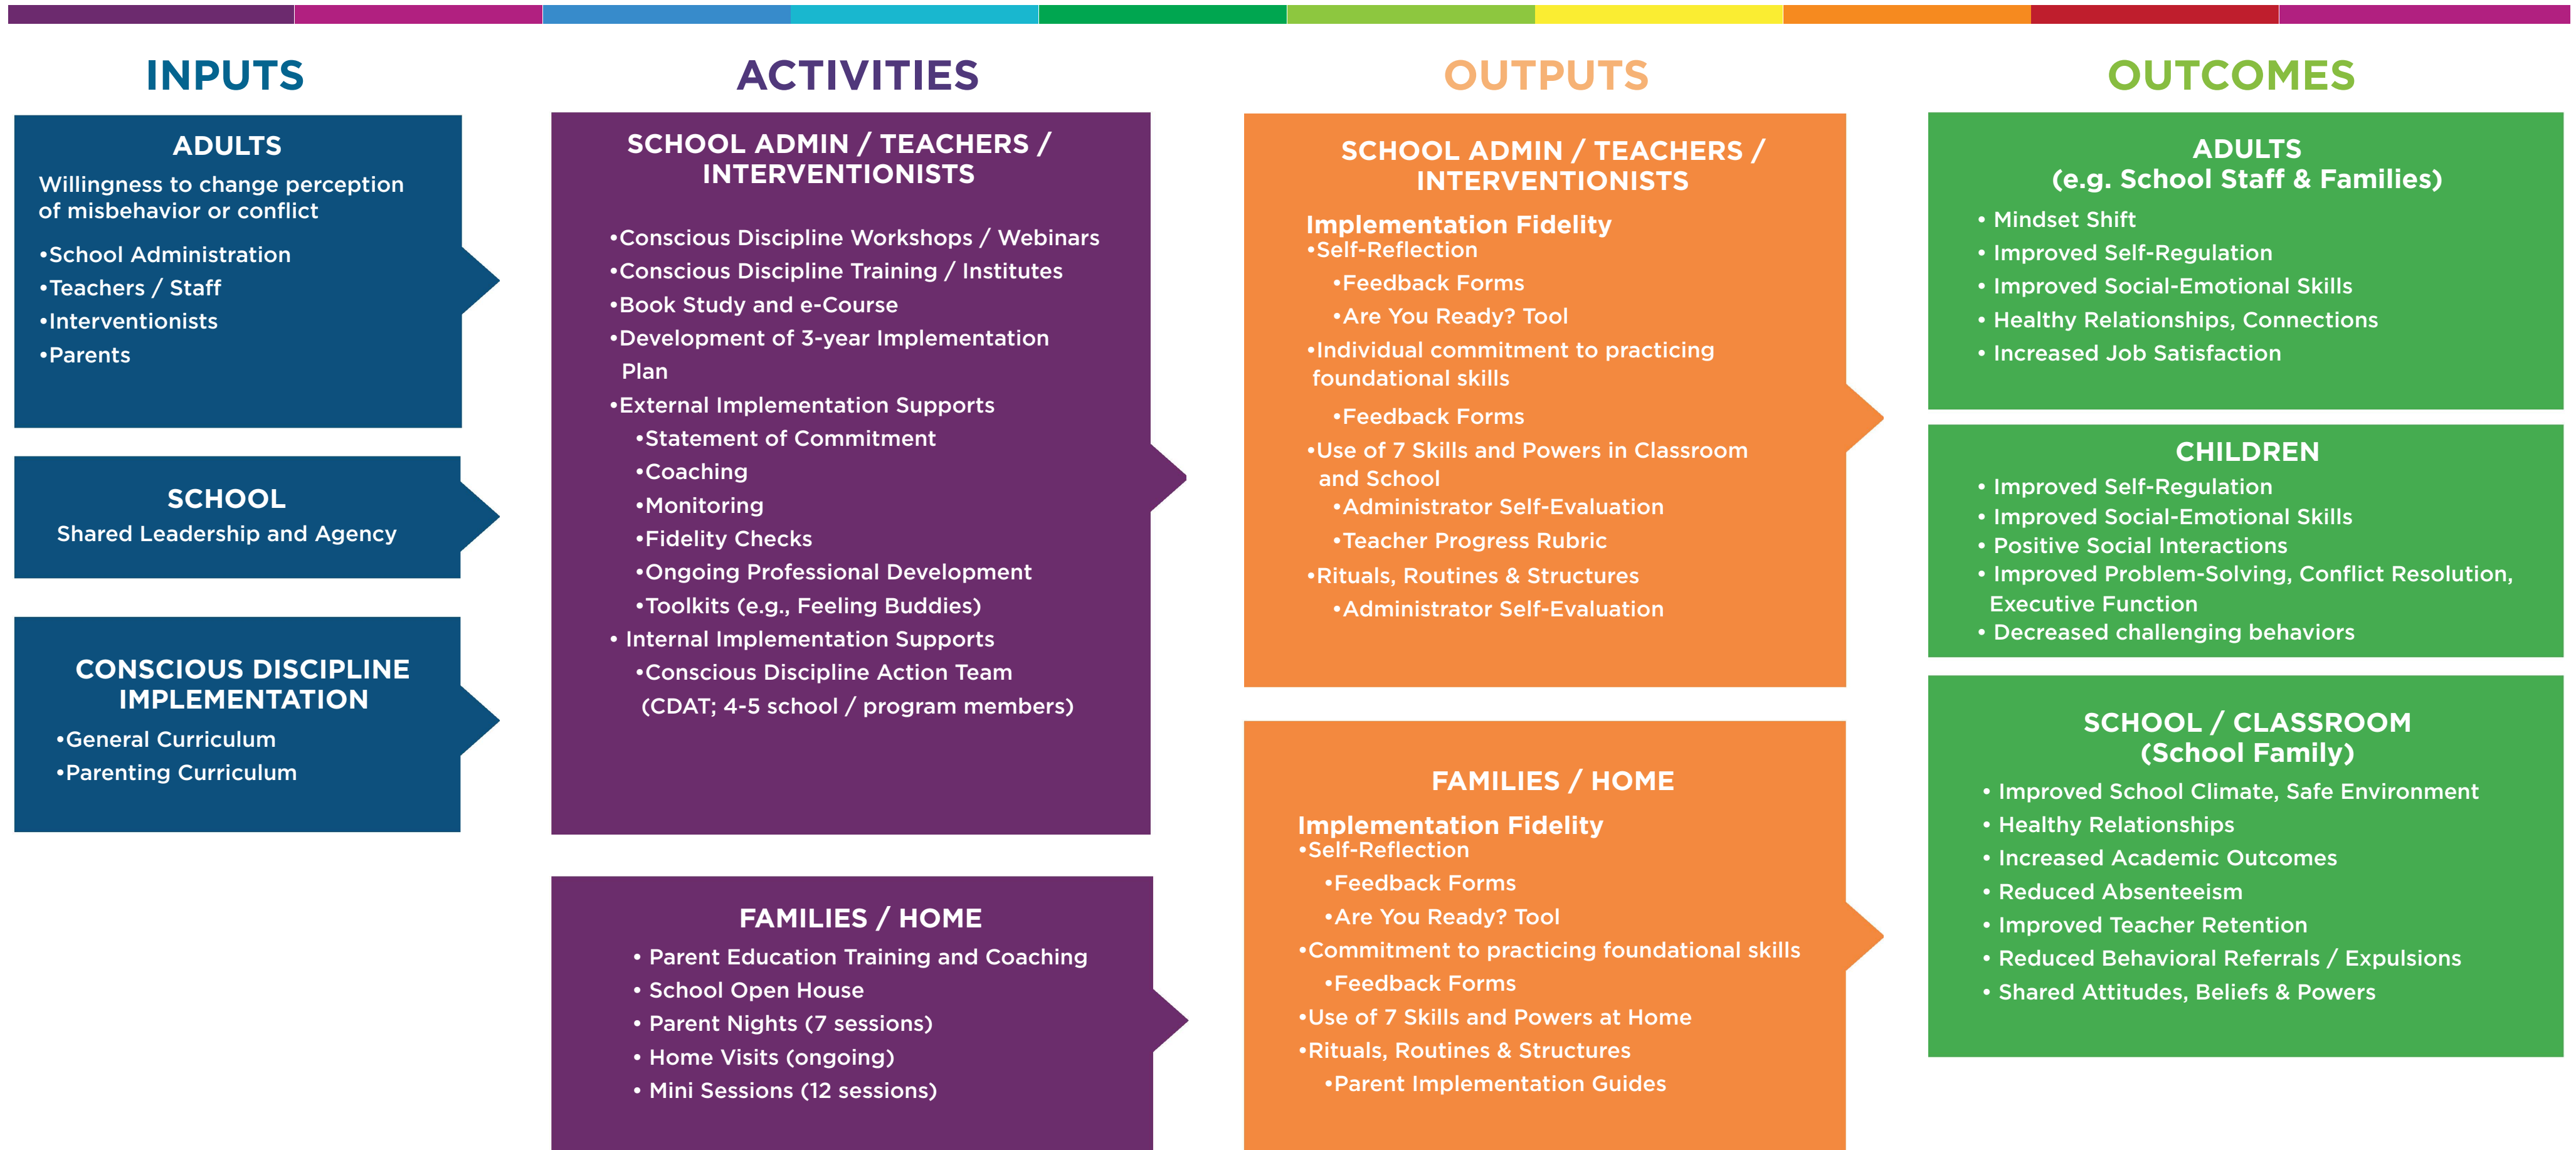 INPUTS
ADULTS
Willingness to change perception
of misbehavior or conflict
•School Administration
•Teachers / Staff
•Interventionists
•Parents
SCHOOL
Shared Leadership and Agency
CONSCIOUS DISCIPLINE
IMPLEMENTATION
•General Curriculum
•Parenting Curriculum
ACTIVITIES
SCHOOL ADMIN / TEACHERS /
INTERVENTIONISTS
•Conscious Discipline Workshops / Webinars
•Conscious Discipline Training / Institutes
•Book Study and e-Course
•Development of 3-year Implementation
Plan
•External Implementation Supports
•Statement of Commitment
•Coaching
•Monitoring
•Fidelity Checks
•Ongoing Professional Development
•Toolkits (e.g., Feeling Buddies)
• Internal Implementation Supports
•Conscious Discipline Action Team
(CDAT; 4-5 school / program members)
FAMILIES / HOME
• Parent Education Training and Coaching
• School Open House
• Parent Nights (7 sessions)
• Home Visits (ongoing)
• Mini Sessions (12 sessions)
OUTPUTS
SCHOOL ADMIN / TEACHERS /
INTERVENTIONISTS
Implementation Fidelity
•Self-Reflection
•Feedback Forms
•Are You Ready? Tool
•Individual commitment to practicing
foundational skills
•Feedback Forms
•Use of 7 Skills and Powers in Classroom
and School
•Administrator Self-Evaluation
•Teacher Progress Rubric
•Rituals, Routines & Structures
•Administrator Self-Evaluation
FAMILIES / HOME
Implementation Fidelity
•Self-Reflection
•Feedback Forms
•Are You Ready? Tool
•Commitment to practicing foundational skills
•Feedback Forms
•Use of 7 Skills and Powers at Home
•Rituals, Routines & Structures
•Parent Implementation Guides
OUTCOMES
ADULTS
(e.g. School Staff & Families)
• Mindset Shift
• Improved Self-Regulation
• Improved Social-Emotional Skills
• Healthy Relationships, Connections
• Increased Job Satisfaction
CHILDREN
• Improved Self-Regulation
• Improved Social-Emotional Skills
• Positive Social Interactions
• Improved Problem-Solving, Conflict Resolution,
Executive Function
• Decreased challenging behaviors
SCHOOL / CLASSROOM
(School Family)
• Improved School Climate, Safe Environment
• Healthy Relationships
• Increased Academic Outcomes
• Reduced Absenteeism
• Improved Teacher Retention
• Reduced Behavioral Referrals / Expulsions
• Shared Attitudes, Beliefs & Powers